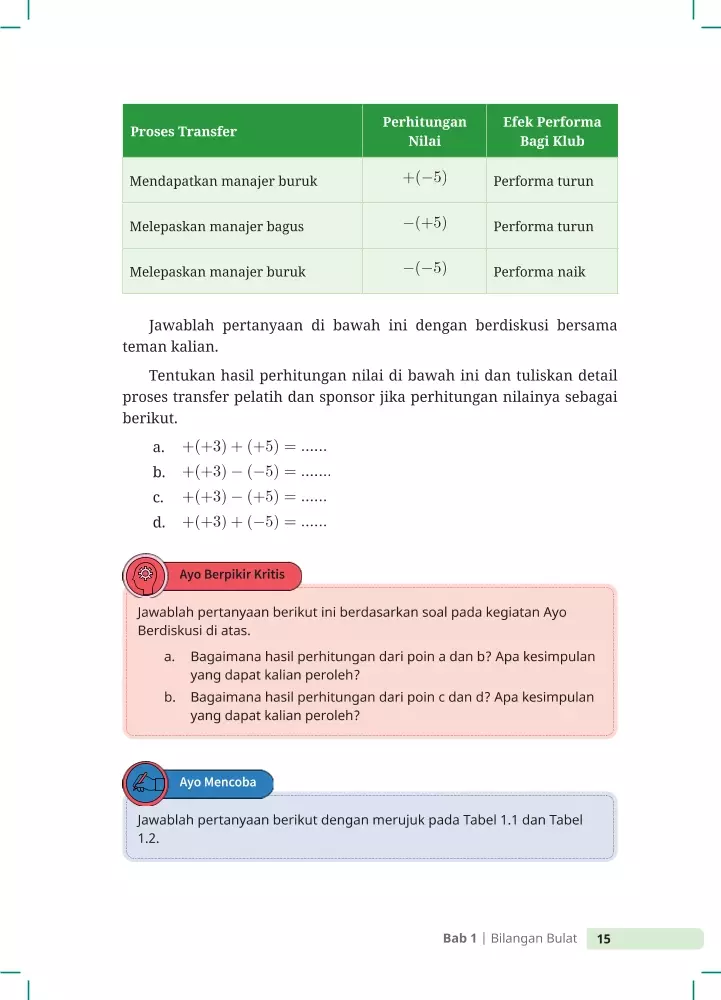 Proses Transfer
Perhitungan
Nilai
Efek Performa
Bagi Klub
Mendapatkan manajer buruk
+(−5)
Performa turun
Melepaskan manajer bagus
−(+5)
Performa turun
Melepaskan manajer buruk
−(−5)
Performa naik
Jawablah pertanyaan di bawah ini dengan berdiskusi bersama
teman kalian.
Tentukan hasil perhitungan nilai di bawah ini dan tuliskan detail
proses transfer pelatih dan sponsor jika perhitungan nilainya sebagai
berikut.
a. +(+3) + (+5) = ......
b. +(+3) − (−5) = .......
c. +(+3) − (+5) = ......
d. +(+3) + (−5) = ......
Ayo Berpikir Kritis
Jawablah pertanyaan berikut ini berdasarkan soal pada kegiatan Ayo
Berdiskusi di atas.
a. Bagaimana hasil perhitungan dari poin a dan b? Apa kesimpulan
yang dapat kalian peroleh?
b. Bagaimana hasil perhitungan dari poin c dan d? Apa kesimpulan
yang dapat kalian peroleh?
Ayo Mencoba
Jawablah pertanyaan berikut dengan merujuk pada Tabel 1.1 dan Tabel
1.2.
Bab 1 | Bilangan Bulat 15